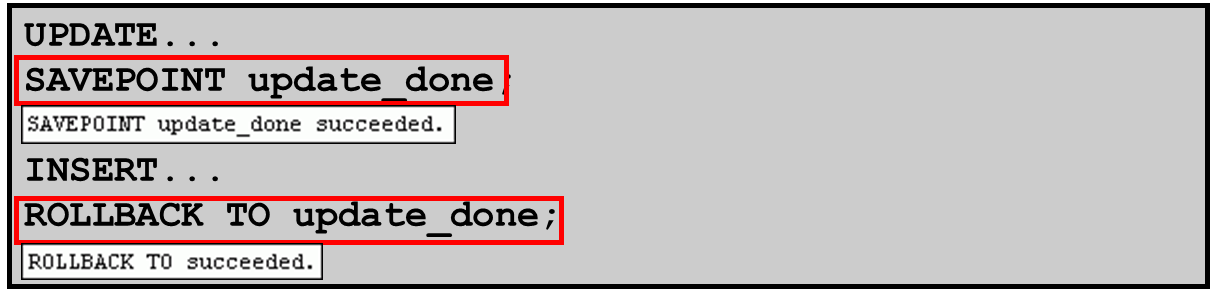 UPDATE...
SAVEPOINT update_done;
SAVEPOINT update_done succeeded.
INSERT...
ROLLBACK TO update_done;
ROLLBACK TO succeeded.